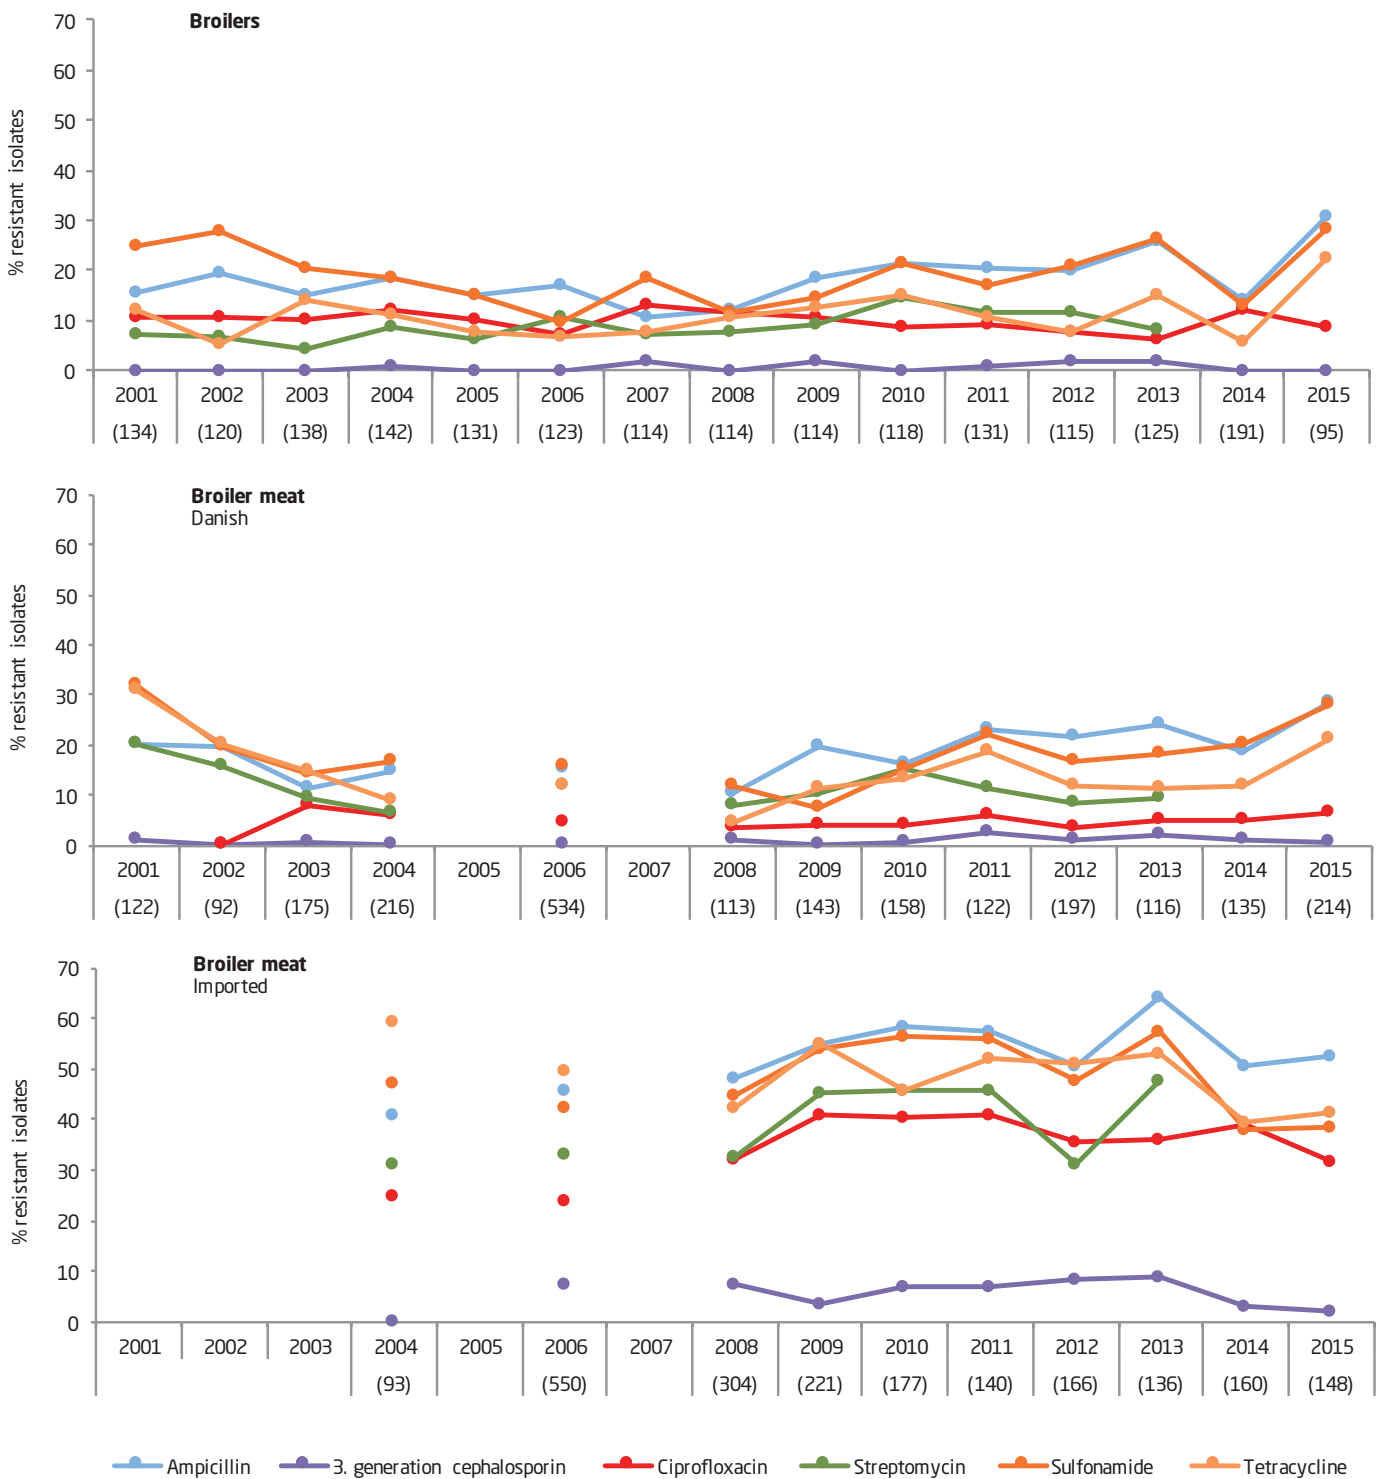 Broilers
% resistant isolates
70
60
50
40
30
20
10
0
2001 2002 2003 2004 2005 2006 2007 2008 2009 2010 2011 2012 2013 2014 2015
(134) (120) (138) (142) (131) (123) (114) (114) (114) (118) (131) (115) (125) (191) (95)
Broiler meat
Danish
% resistant isolates
70
60
50
40
30
20
10
0
2001 2002 2003 2004 2005 2006 2007 2008 2009 2010 2011 2012 2013 2014 2015
(122) (92) (175) (216) (534) (113) (143) (158) (122) (197) (116) (135) (214)
Broiler meat
Imported
% resistant isolates
70
60
50
40
30
20
10
0
2001 2002 2003 2004 2005 2006 2007 2008 2009 2010 2011 2012 2013 2014 2015
(93) (550) (304) (221) (177) (140) (166) (136) (160) (148)
Ampicillin 3. generation cephalosporin Ciprofloxacin Streptomycin Sulfonamide Tetracycline